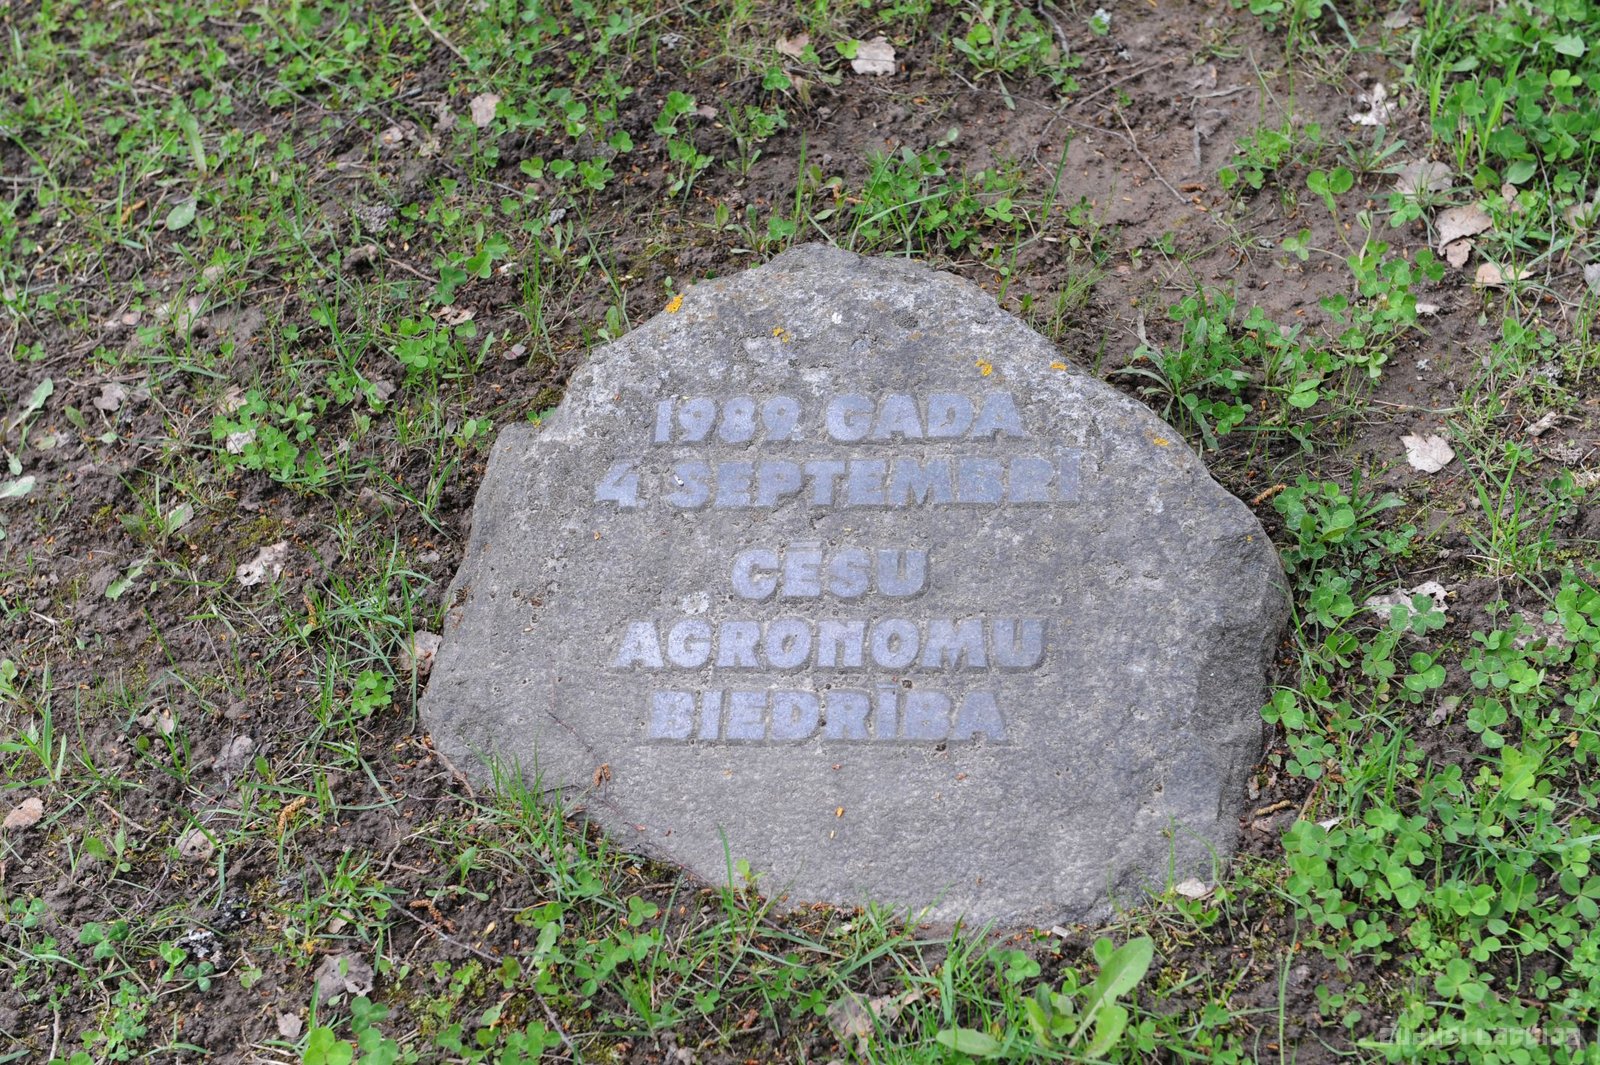 1989. GADA
4 SEPTEMBRĪ
CĒSU
AGRONOMU
BIEDRĪBA